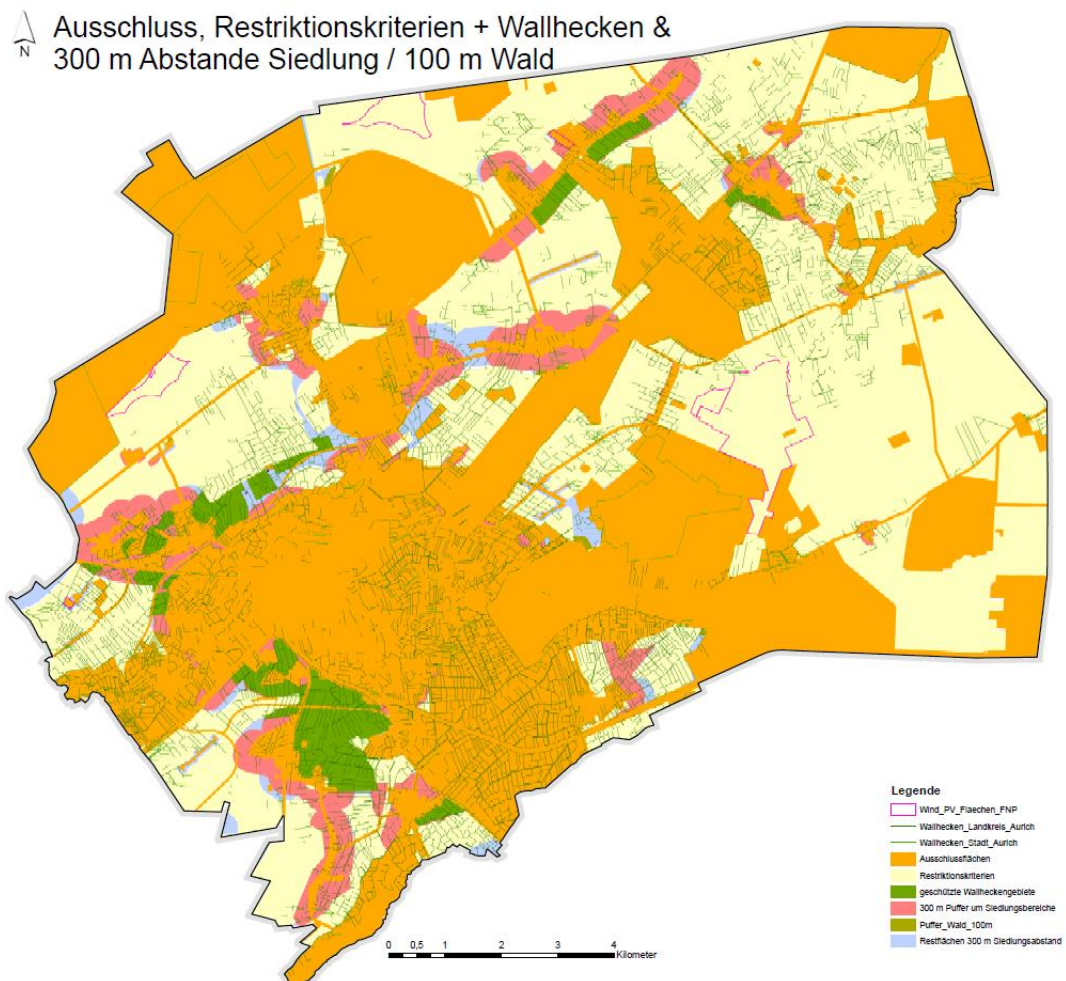 Ausschluss, Restriktionskriterien + Wallhecken &
300 m Abstande Siedlung / 100 m Wald
N
Legende
Wind_PV_Flaechen_FNP
Wallhecken_Landkreis_Aurich
Wallhecken_Stadt_Aurich
Ausschlussflächen
Restriktionskriterien
geschützte Wallheckengebiete
300 m Puffer um Siedlungsbereiche
Puffer_Wald_100m
Restflächen 300 m Siedlungsabstand
0 0,5 1 2 3 4
Kilometer